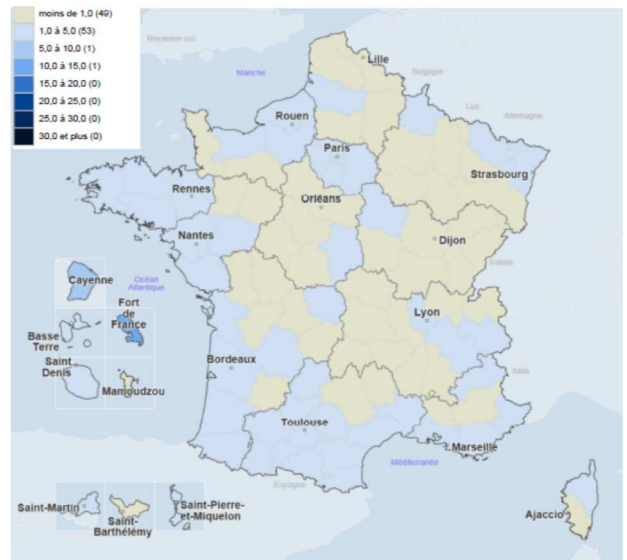 moins de 1,0 (49)
1,0 à 5,0 (53)
5,0 à 10,0 (1)
10,0 à 15,0 (1)
15,0 à 20,0 (0)
20,0 à 25,0 (0)
25,0 à 30,0 (0)
30,0 et plus (0)
Royaume-uni
Lille
Manche
Belgique
Rouen
Lux.
Allemagne
Paris
Strasbourg
Rennes
Orléans
Nantes
Dijon
Suisse
Cayenne
Océan
Atlantique
Fort
de
France
Lyon
Basse
Terre
Saint
Denis
Bordeaux
Italie
Mamoudzou
Toulouse
Marseille
Méditerranée
Espagne
Saint-Martin
Saint-
Barthélémy
Saint-Pierre-
et-Miquelon
Ajaccio